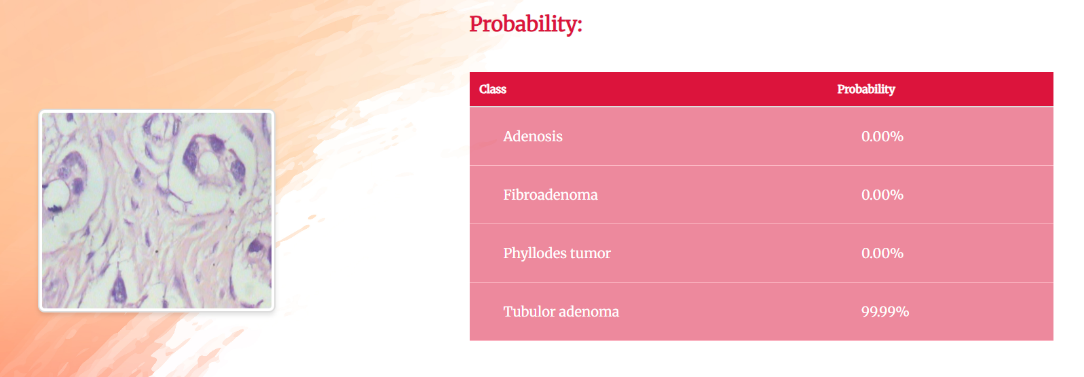 Probability:
Class Probability
Adenosis 0.00%
Fibroadenoma 0.00%
Phyllodes tumor 0.00%
Tubulor adenoma 99.99%